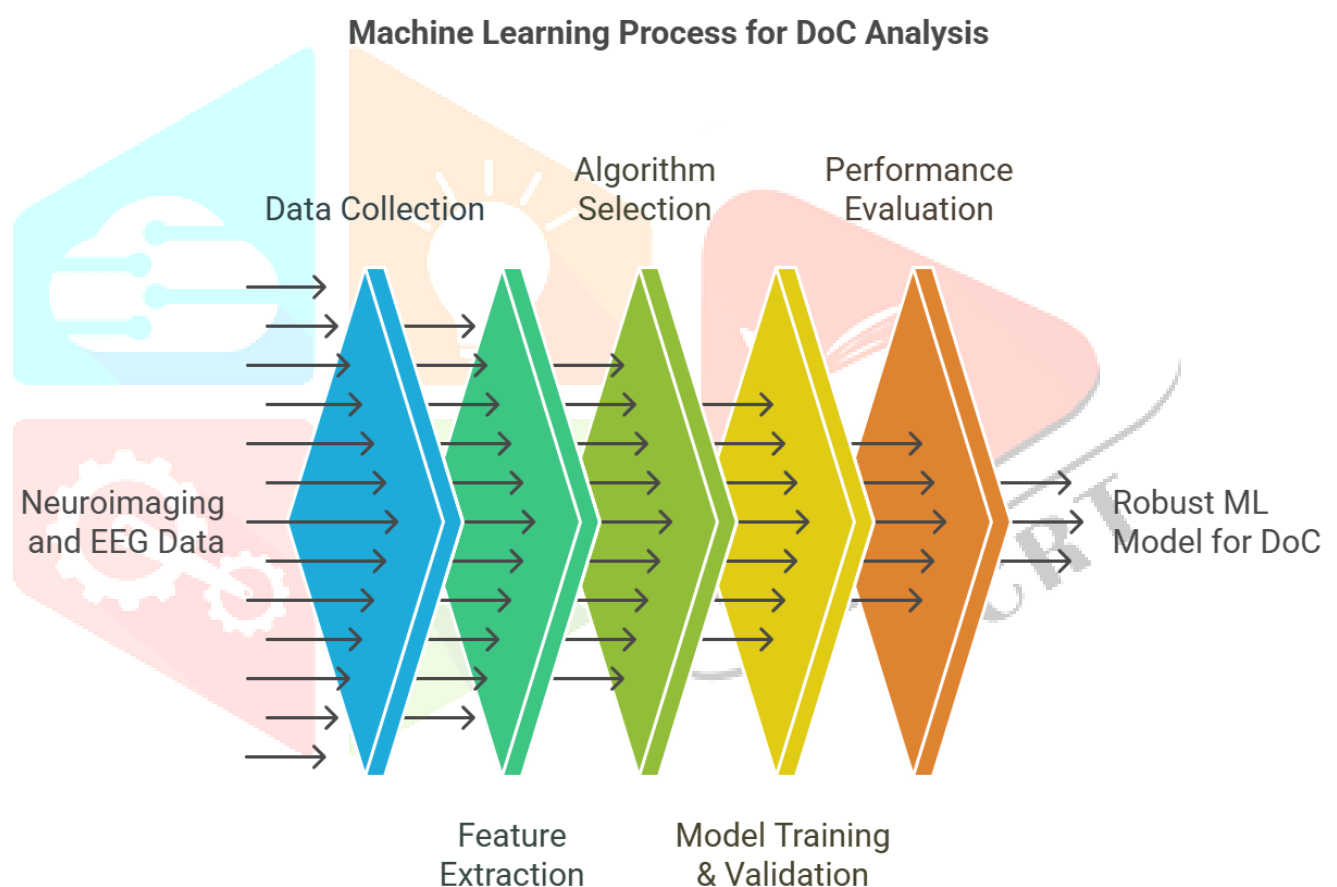 Machine Learning Process for DoC Analysis
Algorithm
Selection
Performance
Evaluation
Data Collection
Neuroimaging
and EEG Data
Robust ML
Model for DoC
Feature
Extraction
Model Training
& Validation